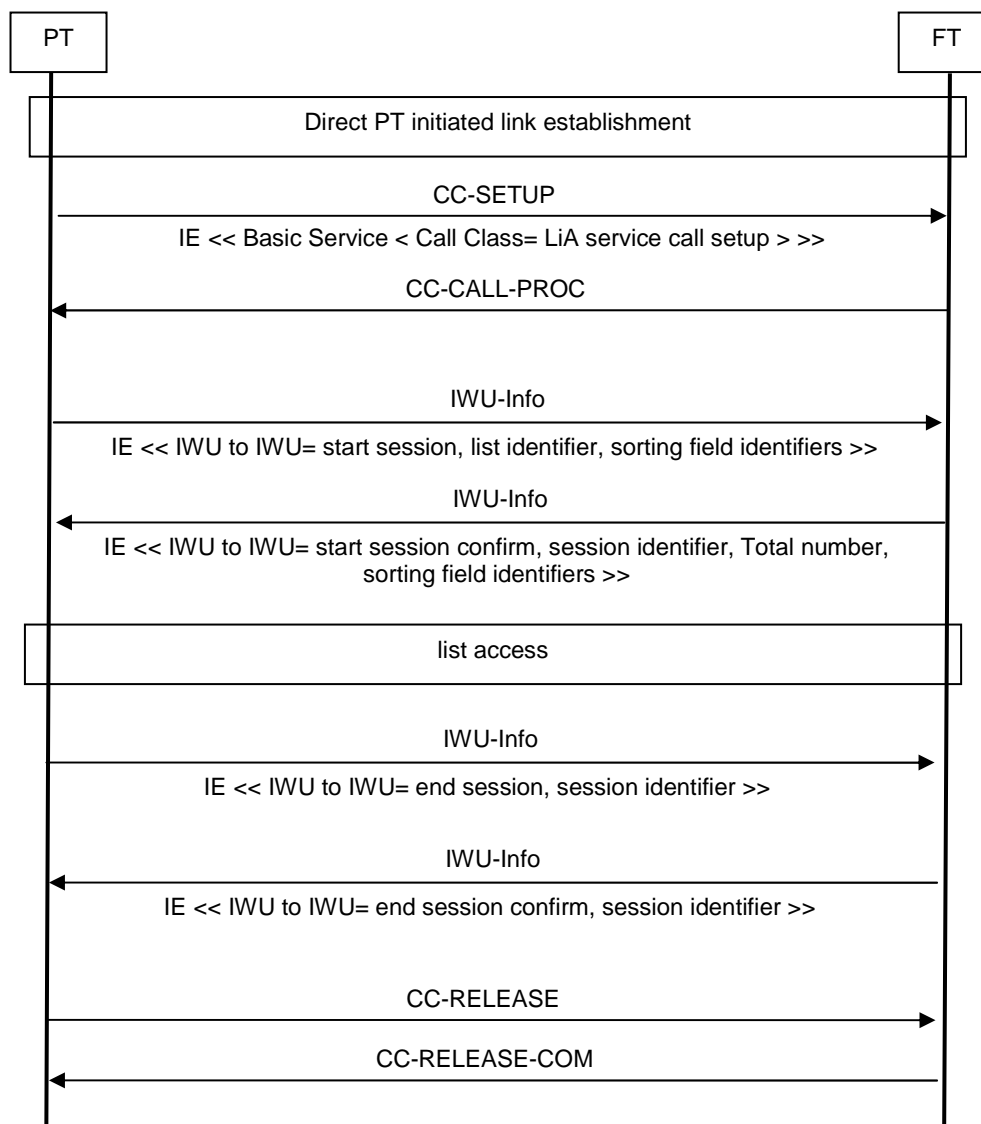 PT
FT
Direct PT initiated link establishment
CC-SETUP
IE << Basic Service < Call Class= LiA service call setup > >>
CC-CALL-PROC
IWU-Info
IE << IWU to IWU= start session, list identifier, sorting field identifiers >>
IWU-Info
IE << IWU to IWU= start session confirm, session identifier, Total number,
sorting field identifiers >>
list access
IWU-Info
IE << IWU to IWU= end session, session identifier >>
IWU-Info
IE << IWU to IWU= end session confirm, session identifier >>
CC-RELEASE
CC-RELEASE-COM